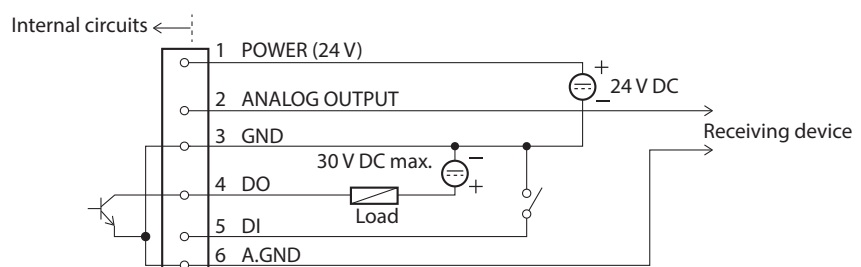 Internal circuits
1 POWER (24 V)
+
24 V DC
−
2 ANALOG OUTPUT
Receiving device
3 GND
30 V DC max.
−
+
4 DO
Load
5 DI
6 A.GND